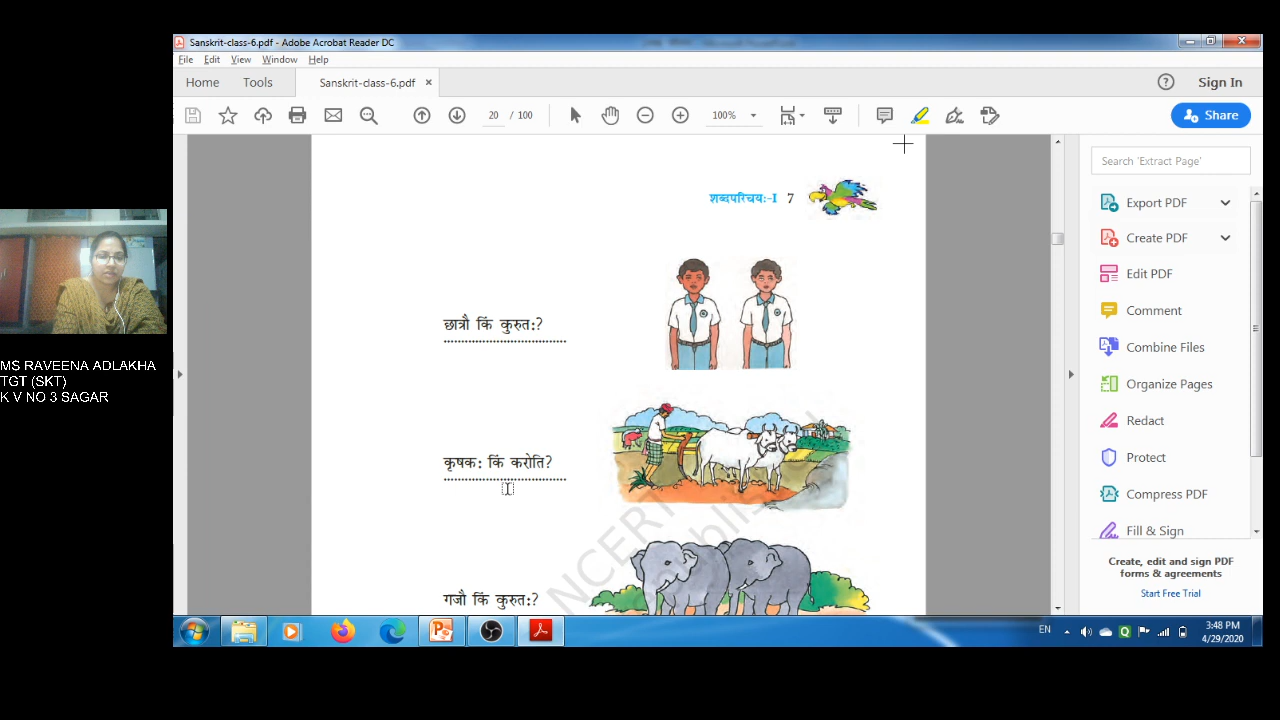 Sanskrit-class-6.pdf - Adobe Acrobat Reader DC
File Edit View Window Help
Home Tools Sanskrit-class-6.pdf × Sign In
20 / 100 100% Share
Search 'Extract Page'
शब्दपरिचयः-I 7
Export PDF
Create PDF
Edit PDF
छात्रौ किं कुरुतः?
Comment
Combine Files
MS RAVEENA ADLAKHA
TGT (SKT)
K V NO 3 SAGAR
Organize Pages
Redact
कृषकः किं करोति?
Protect
Compress PDF
Fill & Sign
NCERT
गजौ किं कुरुतः?
Create, edit and sign PDF
forms & agreements
Start Free Trial
EN
3:48 PM
4/29/2020